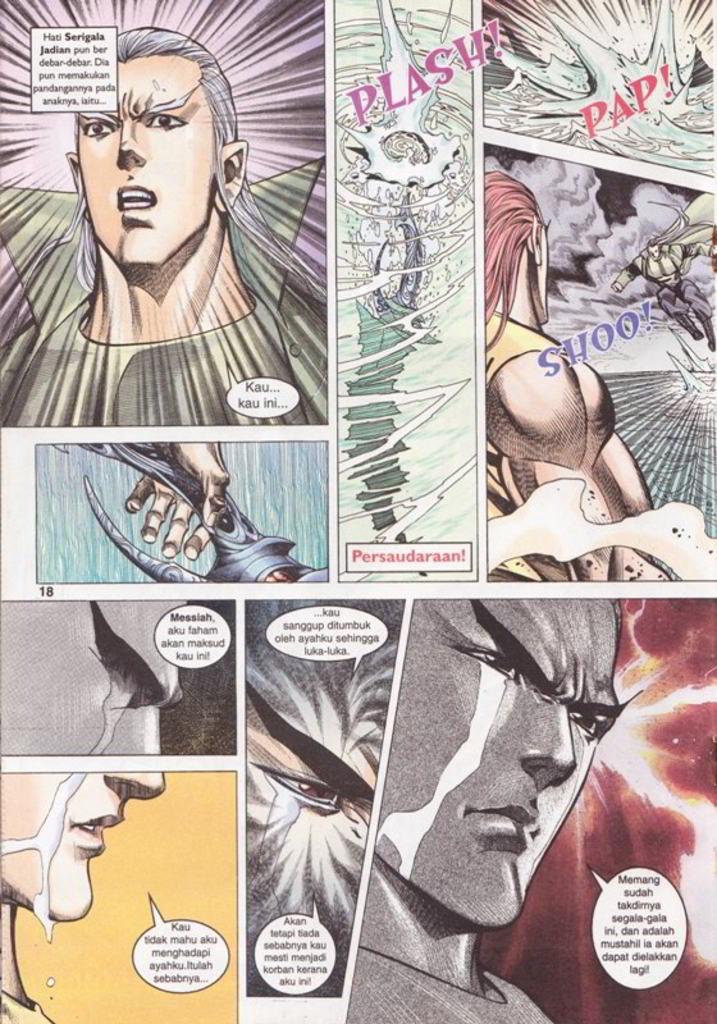 Hati Serigala
Jadian pun ber
debar-debar. Dia
pun memakukan
pandangannya pada
anaknya, iaitu...
Kau...
kau ini...
PLASH!
PAP!
SHOO!
Persaudaraan!
18
Messiah,
aku faham
akan maksud
kau ini!
...kau
sanggup ditumbuk
oleh ayahku sehingga
luka-luka.
Kau
tidak mahu aku
menghadapi
ayahku.Itulah
sebabnya...
Akan
tetapi tiada
sebabnya kau
mesti menjadi
korban kerana
aku ini!
Memang
sudah
takdirnya
segala-gala
ini, dan adalah
mustahil ia akan
dapat dielakkan
lagi!